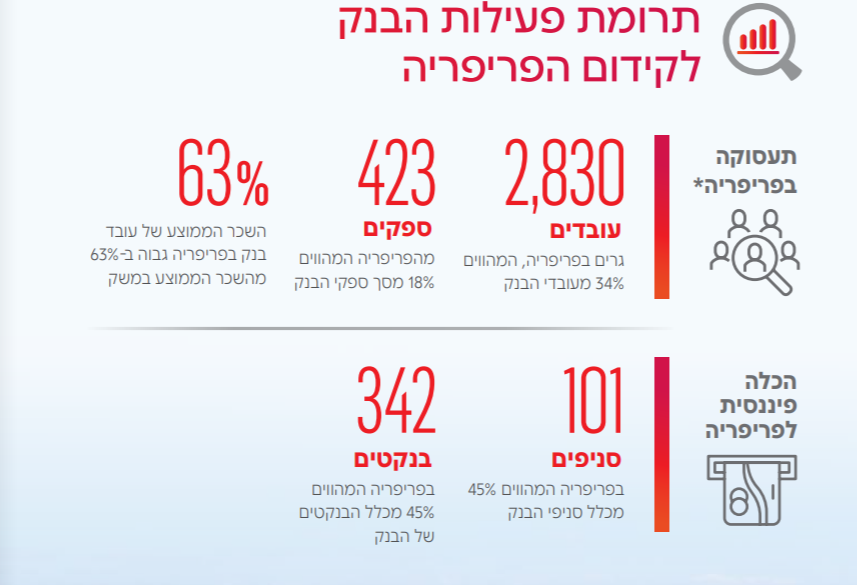 תרומת פעילות הבנק
לקידום הפריפריה
תעסוקה
בפריפריה*
2,830
עובדים
גרים בפריפריה, המהווים
34% מעובדי הבנק
423
ספקים
מהפריפריה המהווים
18% מסך ספקי הבנק
63%
השכר הממוצע של עובד
בנק בפריפריה גבוה ב-63%
מהשכר הממוצע במשק
הכלה
פיננסית
לפריפריה
101
סניפים
בפריפריה המהווים 45%
מכלל סניפי הבנק
342
בנקטים
בפריפריה המהווים
45% מכלל הבנקטים
של הבנק